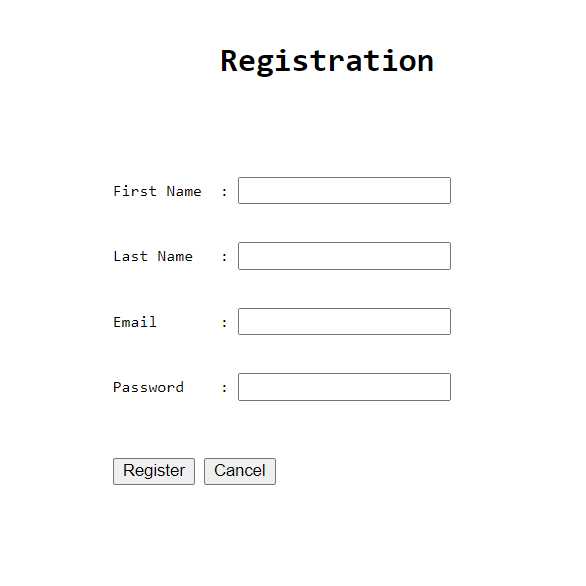 Registration
First Name  :
Last Name   :
Email       :
Password    :
Register Cancel